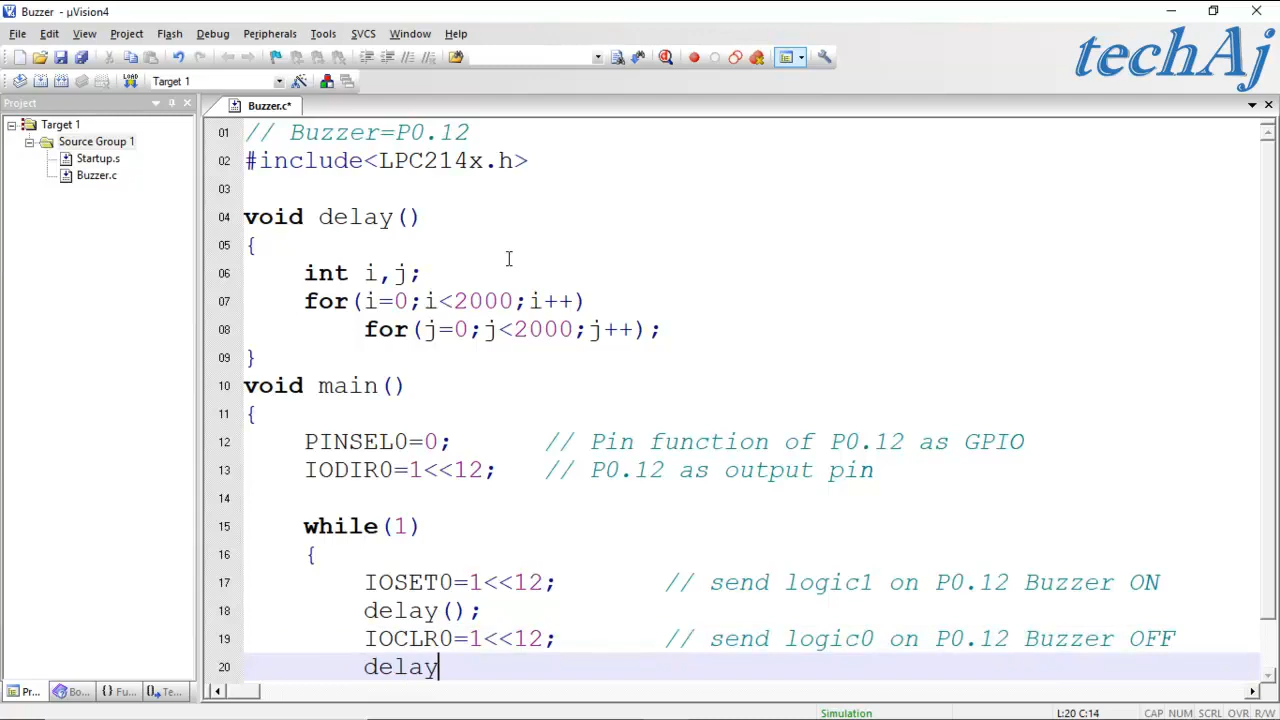 Buzzer - µVision4
File Edit View Project Flash Debug Peripherals Tools SVCS Window Help
techAj
LOAD Target 1
Project
Buzzer.c*
Target 1
Source Group 1
Startup.s
Buzzer.c
01 // Buzzer=P0.12
02 #include<LPC214x.h>
03
04 void delay()
05 {
06 int i,j;
07 for(i=0;i<2000;i++)
08 for(j=0;j<2000;j++);
09 }
10 void main()
11 {
12 PINSEL0=0; // Pin function of P0.12 as GPIO
13 IODIR0=1<<12; // P0.12 as output pin
14
15 while(1)
16 {
17 IOSET0=1<<12; // send logic1 on P0.12 Buzzer ON
18 delay();
19 IOCLR0=1<<12; // send logic0 on P0.12 Buzzer OFF
20 delay
Pr... Bo... {} Fu... Te...
Simulation L:20 C:14 CAP NUM SCRL OVR R/W